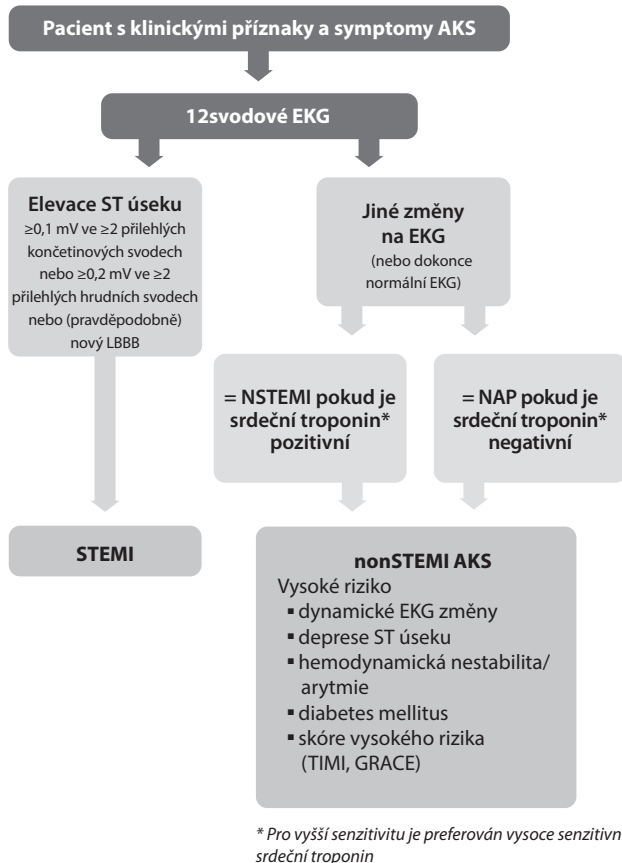 Pacient s klinickými příznaky a symptomy AKS
12svodové EKG
Elevace ST úseku
≥0,1 mV ve ≥2 přilehlých
končetinových svodech
nebo ≥0,2 mV ve ≥2
přilehlých hrudních svodech
nebo (pravděpodobně)
nový LBBB
Jiné změny
na EKG
(nebo dokonce
normální EKG)
= NSTEMI pokud je
srdeční troponin*
pozitivní
= NAP pokud je
srdeční troponin*
negativní
STEMI
nonSTEMI AKS
Vysoké riziko
▪ dynamické EKG změny
▪ deprese ST úseku
▪ hemodynamická nestabilita/
arytmie
▪ diabetes mellitus
▪ skóre vysokého rizika
(TIMI, GRACE)
* Pro vyšší senzitivitu je preferován vysoce senzitivn
srdeční troponin